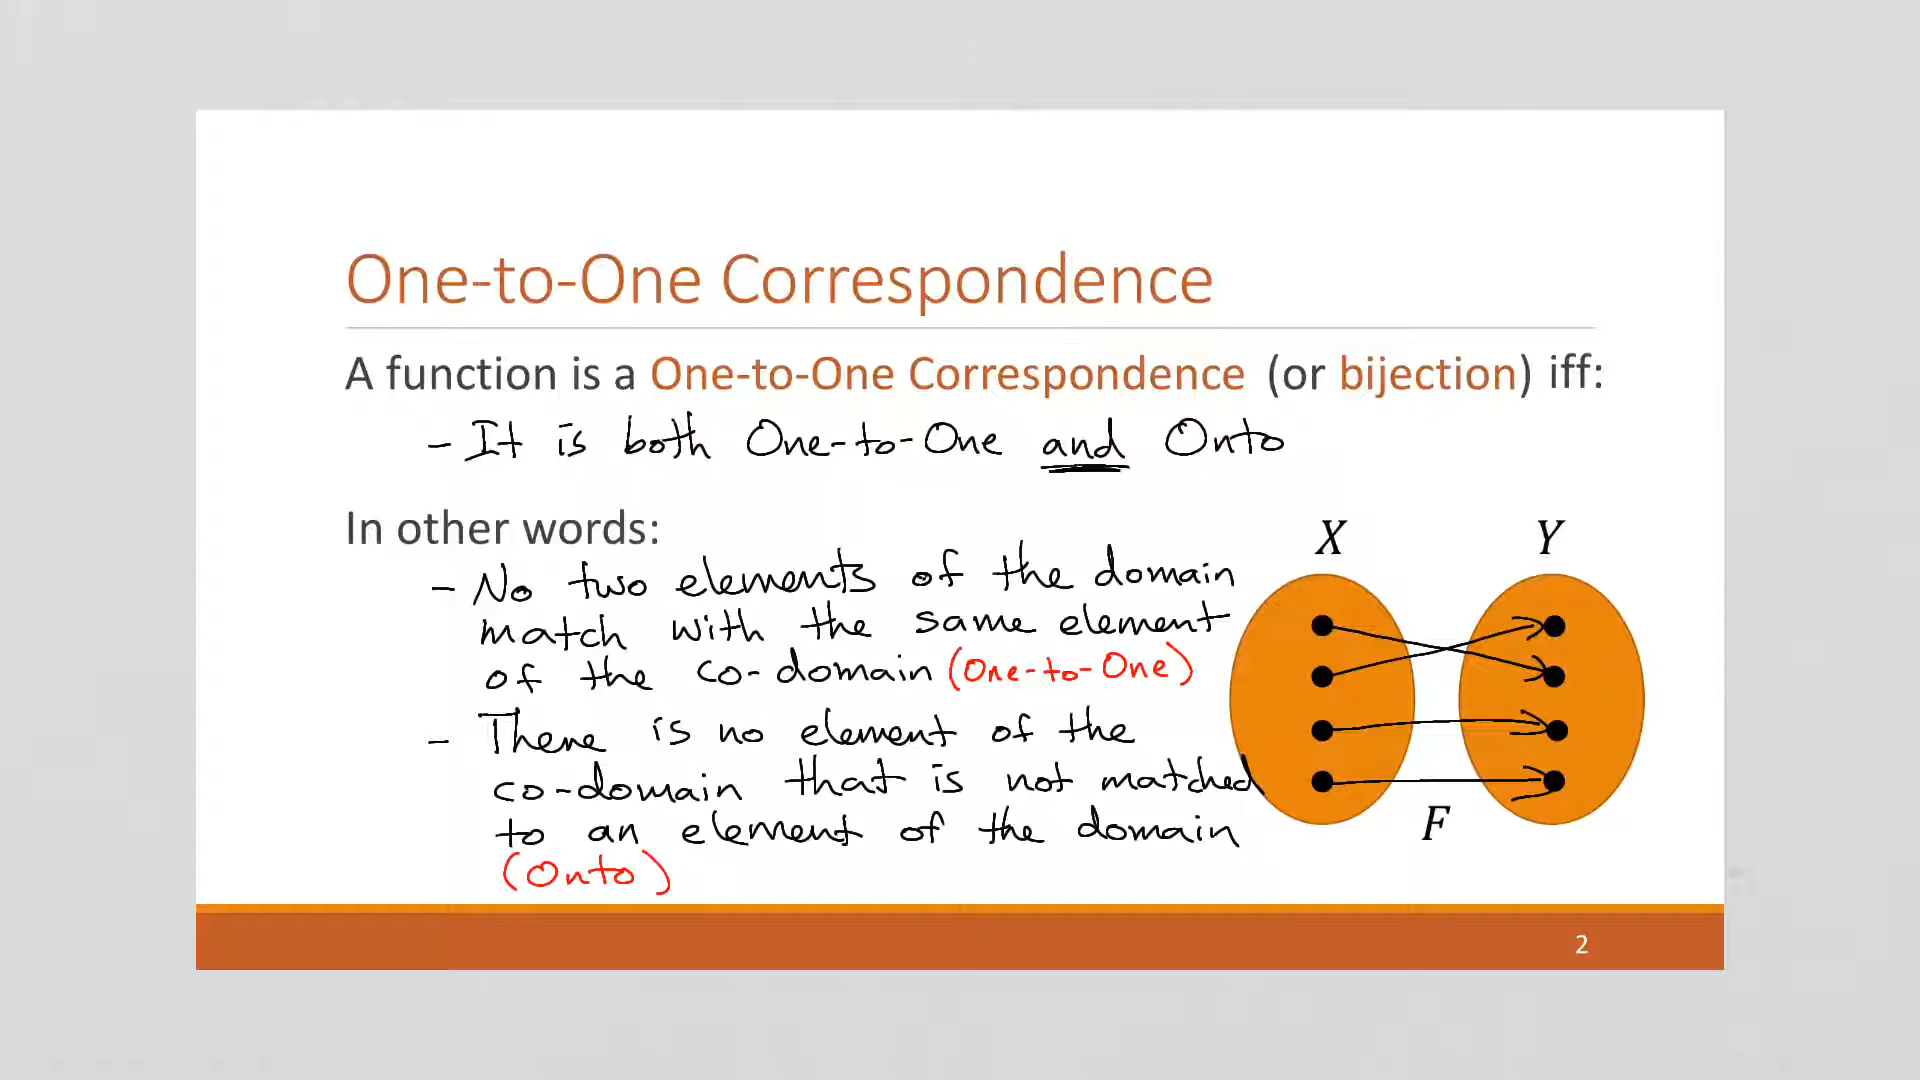 One-to-One Correspondence
A function is a One-to-One Correspondence (or bijection) iff:
- It is both One-to-One and Onto
In other words:
- No two elements of the domain
match with the same element
of the co-domain (One-to-One)
- There is no element of the
co-domain that is not matched
to an element of the domain
(Onto)
X Y
F
2